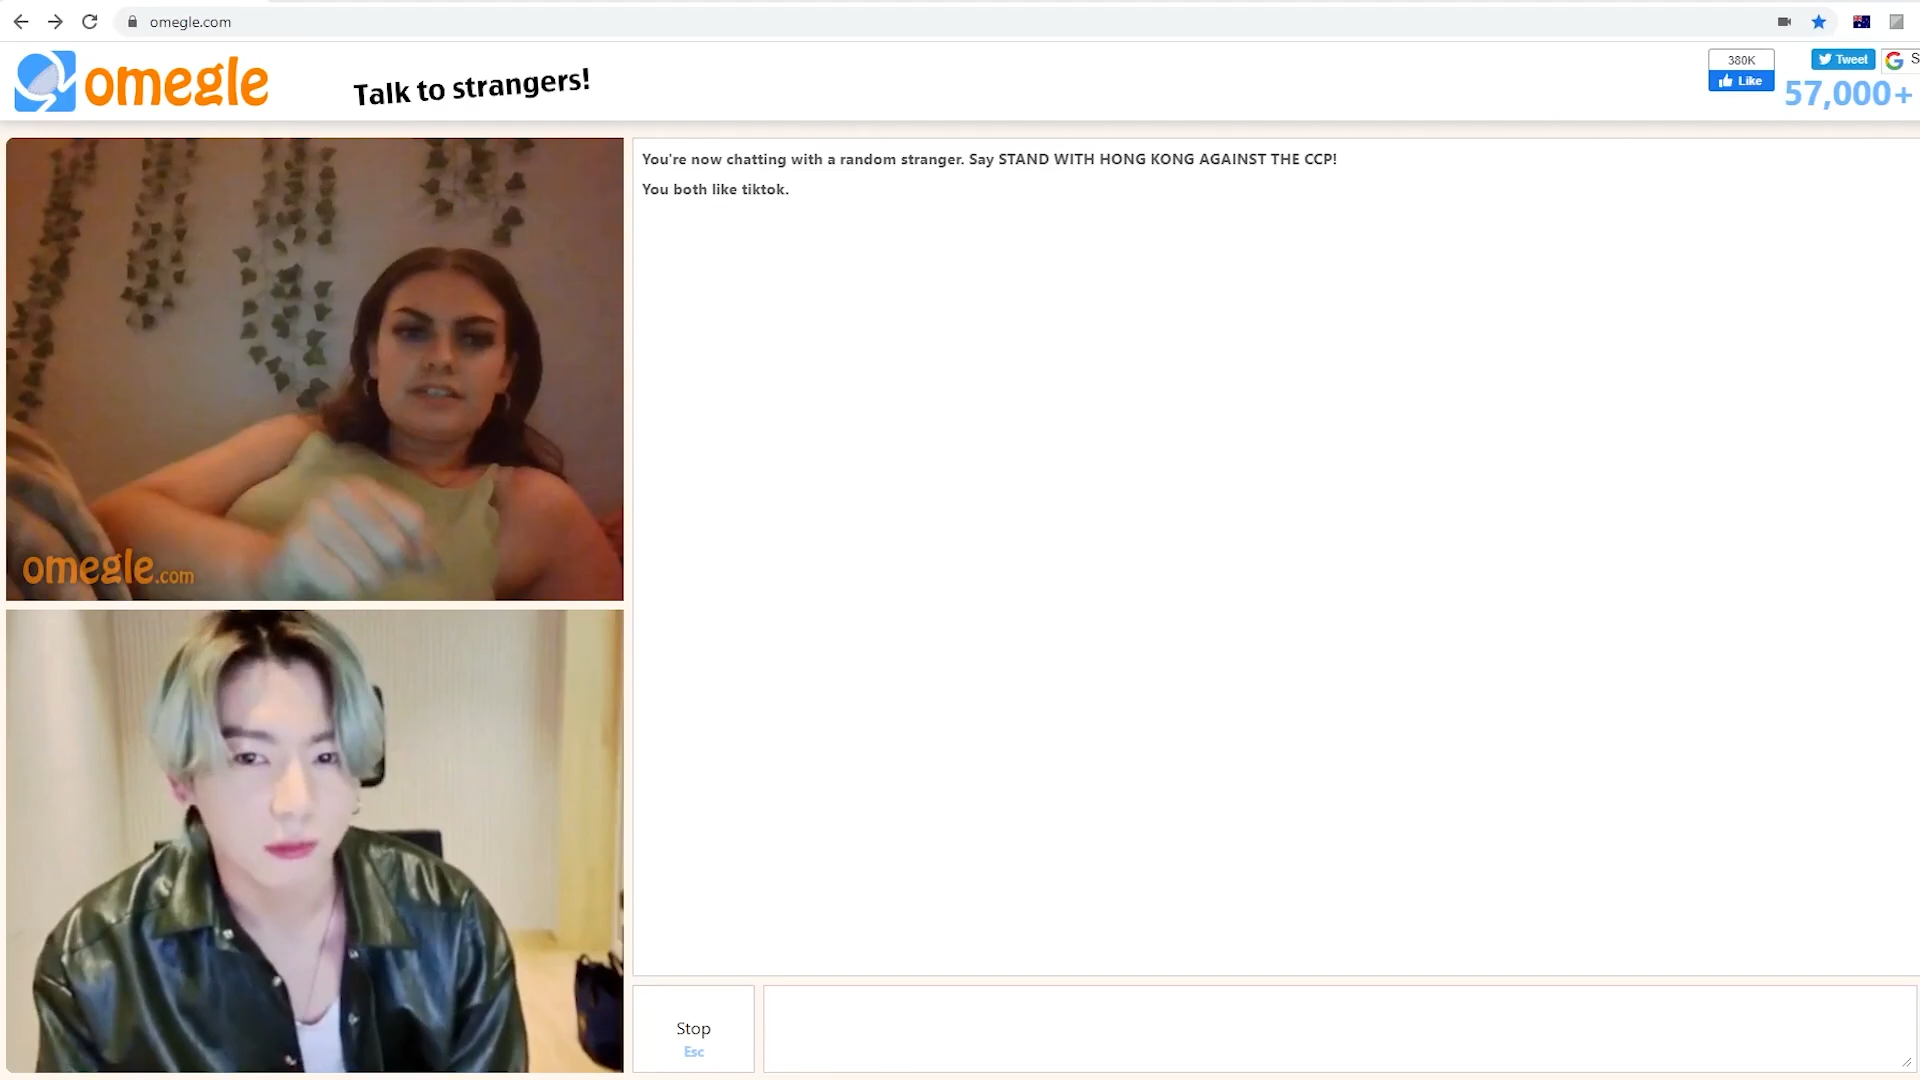 omegle.com
omegle
Talk to strangers!
380K
Like
Tweet
S
57,000+
You're now chatting with a random stranger. Say STAND WITH HONG KONG AGAINST THE CCP!
You both like tiktok.
omegle.com
Stop
Esc